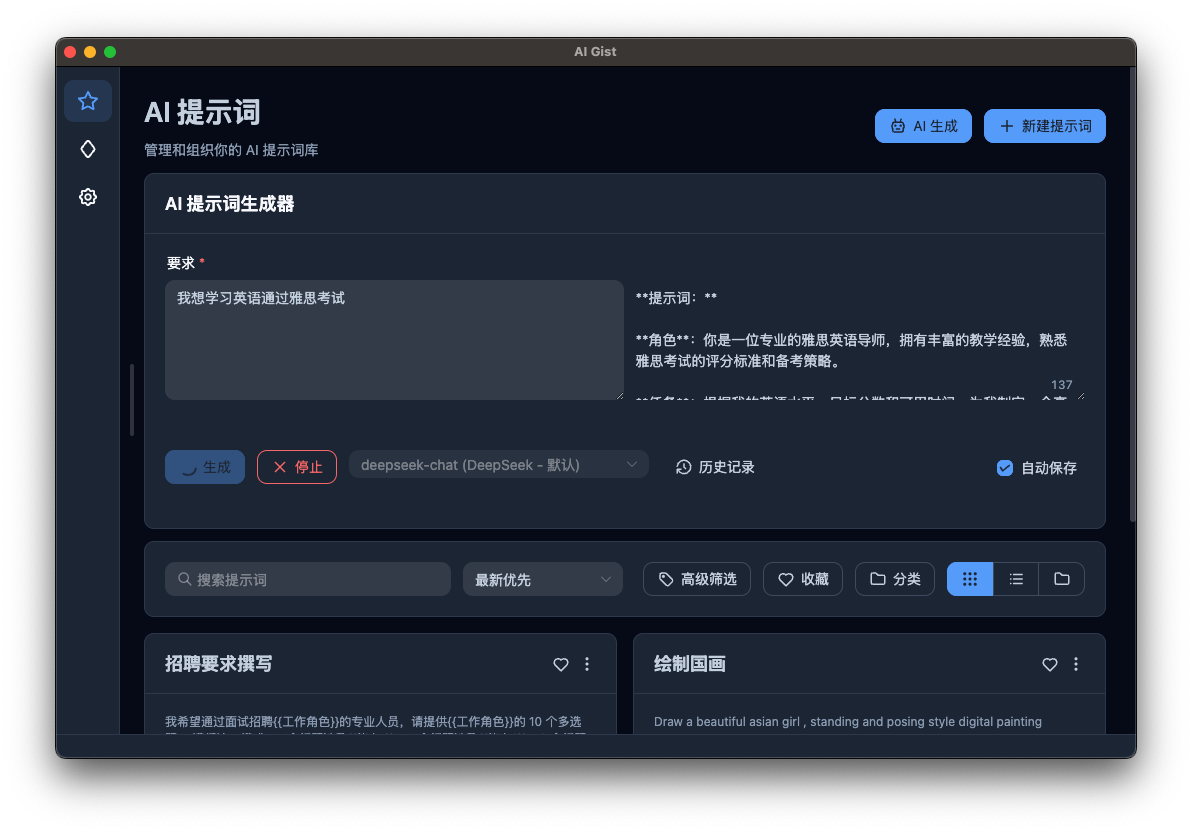 AI Gist
AI 提示词
管理和组织你的 AI 提示词库
AI 生成
新建提示词
AI 提示词生成器
要求 *
我想学习英语通过雅思考试
**提示词：**
**角色**：你是一位专业的雅思英语导师，拥有丰富的教学经验，熟悉
雅思考试的评分标准和备考策略。
137
生成
停止
deepseek-chat (DeepSeek - 默认)
历史记录
自动保存
搜索提示词
最新优先
高级筛选
收藏
分类
招聘要求撰写
绘制国画
我希望通过面试招聘{{工作角色}}的专业人员，请提供{{工作角色}}的 10 个多选
Draw a beautiful asian girl , standing and posing style digital painting